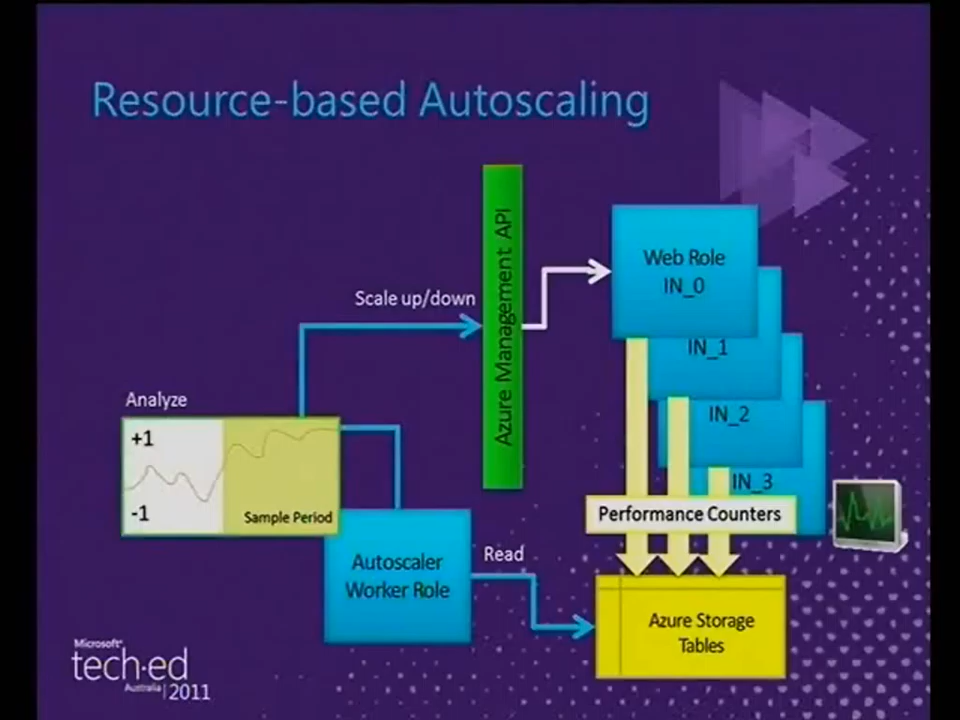 Resource-based Autoscaling
Azure Management API
Web Role
IN_0
Scale up/down
IN_1
Analyze
IN_2
+1
IN_3
-1
Sample Period
Performance Counters
Autoscaler
Worker Role
Read
Azure Storage
Tables
Microsoft
tech·ed
Australia | 2011